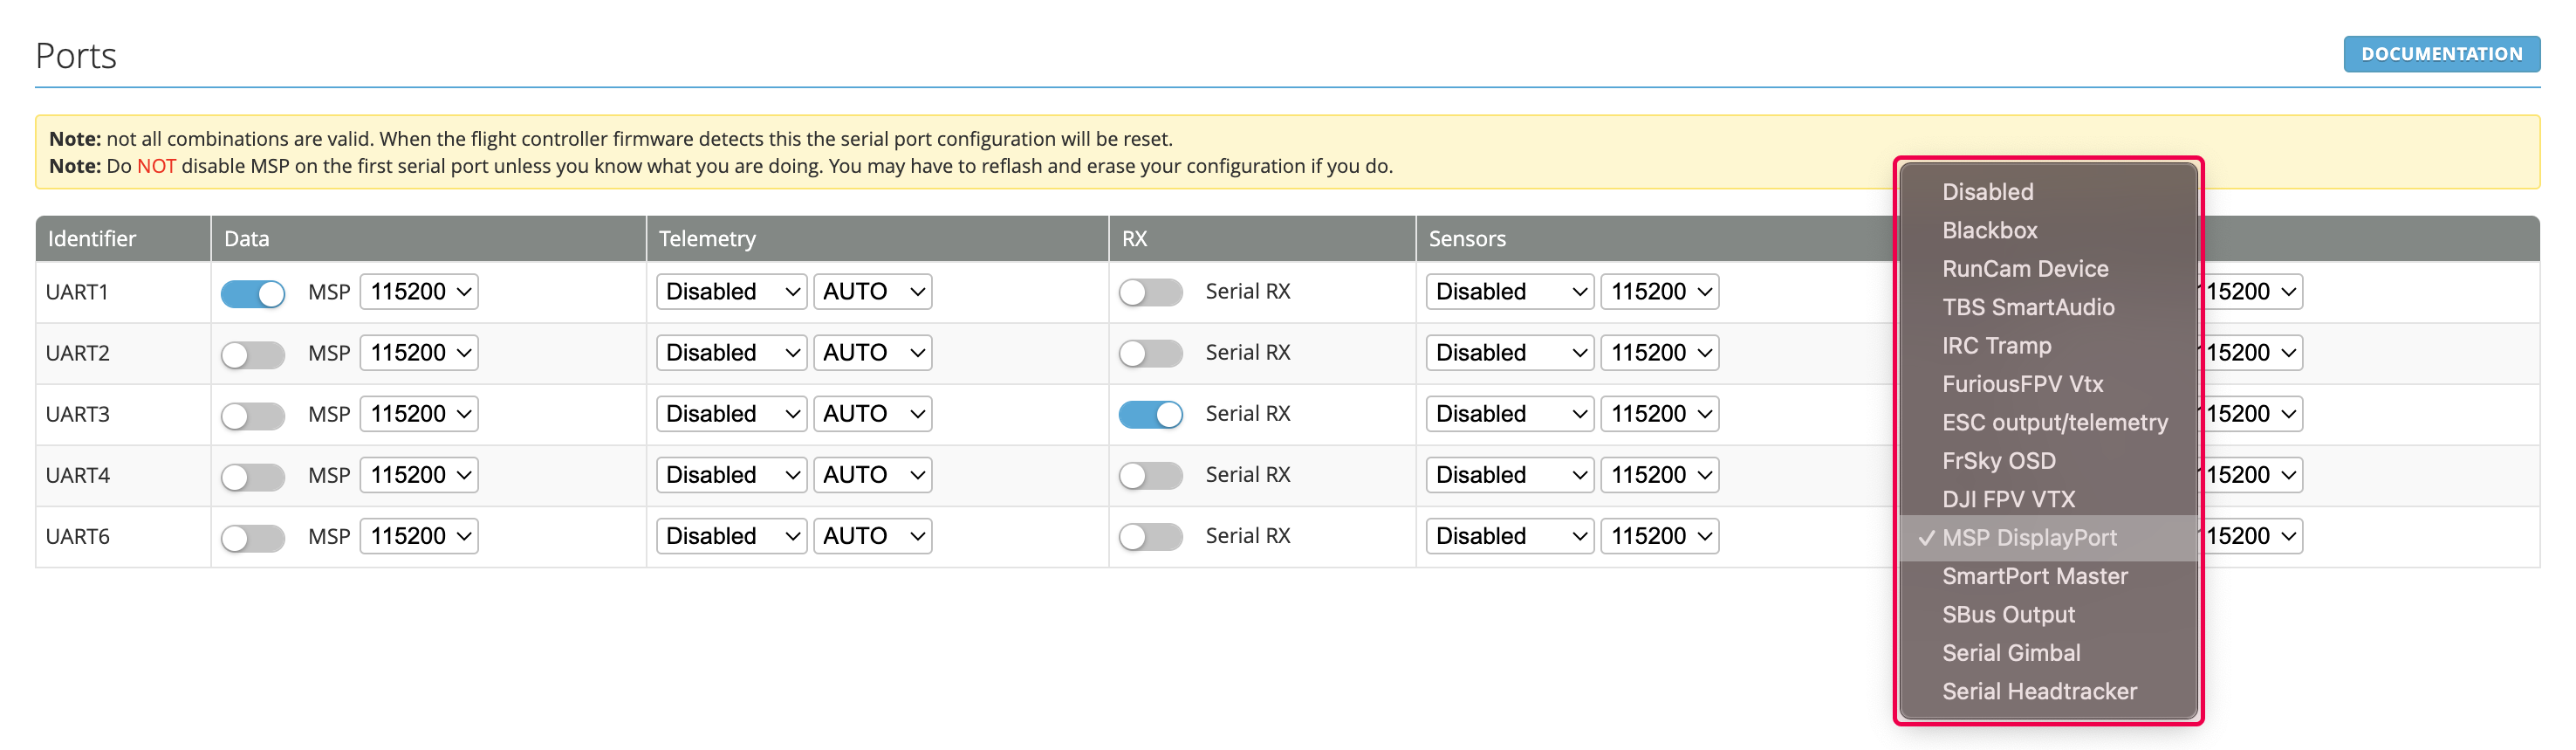 Ports
DOCUMENTATION
Note: not all combinations are valid. When the flight controller firmware detects this the serial port configuration will be reset.
Note: Do NOT disable MSP on the first serial port unless you know what you are doing. You may have to reflash and erase your configuration if you do.
Identifier Data Telemetry RX Sensors
UART1 MSP 115200 Disabled AUTO Serial RX Disabled 115200 15200
UART2 MSP 115200 Disabled AUTO Serial RX Disabled 115200 15200
UART3 MSP 115200 Disabled AUTO Serial RX Disabled 115200 15200
UART4 MSP 115200 Disabled AUTO Serial RX Disabled 115200 15200
UART6 MSP 115200 Disabled AUTO Serial RX Disabled 115200 15200
Disabled
Blackbox
RunCam Device
TBS SmartAudio
IRC Tramp
FuriousFPV Vtx
ESC output/telemetry
FrSky OSD
DJI FPV VTX
✓ MSP DisplayPort
SmartPort Master
SBus Output
Serial Gimbal
Serial Headtracker